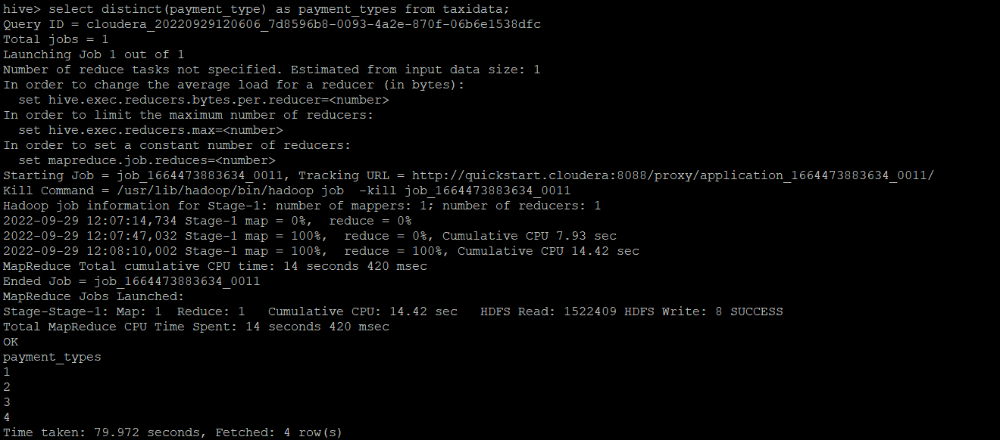 hive> select distinct(payment_type) as payment_types from taxidata;
Query ID = cloudera_20220929120606_7d8596b8-0093-4a2e-870f-06b6e1538dfc
Total jobs = 1
Launching Job 1 out of 1
Number of reduce tasks not specified. Estimated from input data size: 1
In order to change the average load for a reducer (in bytes):
  set hive.exec.reducers.bytes.per.reducer=<number>
In order to limit the maximum number of reducers:
  set hive.exec.reducers.max=<number>
In order to set a constant number of reducers:
  set mapreduce.job.reduces=<number>
Starting Job = job_1664473883634_0011, Tracking URL = http://quickstart.cloudera:8088/proxy/application_1664473883634_0011/
Kill Command = /usr/lib/hadoop/bin/hadoop job  -kill job_1664473883634_0011
Hadoop job information for Stage-1: number of mappers: 1; number of reducers: 1
2022-09-29 12:07:14,734 Stage-1 map = 0%,  reduce = 0%
2022-09-29 12:07:47,032 Stage-1 map = 100%,  reduce = 0%, Cumulative CPU 7.93 sec
2022-09-29 12:08:10,002 Stage-1 map = 100%,  reduce = 100%, Cumulative CPU 14.42 sec
MapReduce Total cumulative CPU time: 14 seconds 420 msec
Ended Job = job_1664473883634_0011
MapReduce Jobs Launched:
Stage-Stage-1: Map: 1  Reduce: 1   Cumulative CPU: 14.42 sec   HDFS Read: 1522409 HDFS Write: 8 SUCCESS
Total MapReduce CPU Time Spent: 14 seconds 420 msec
OK
payment_types
1
2
3
4
Time taken: 79.972 seconds, Fetched: 4 row(s)